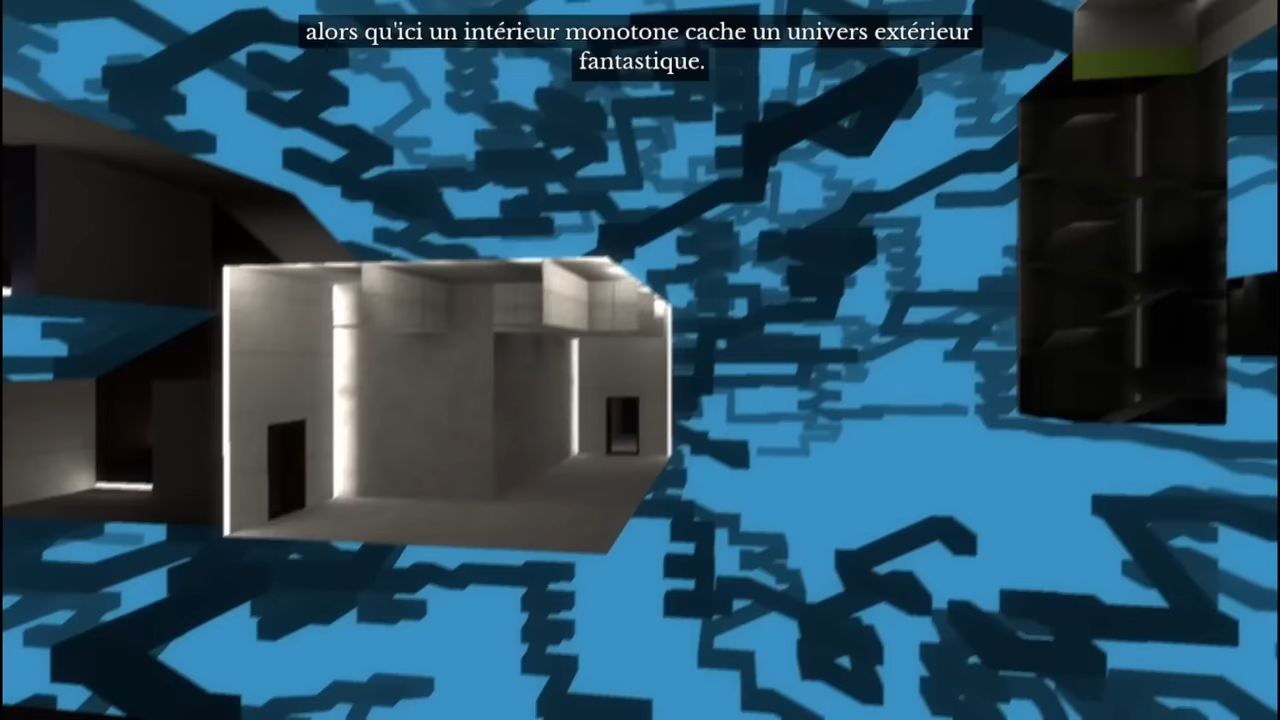 alors qu'ici un intérieur monotone cache un univers extérieur
fantastique.